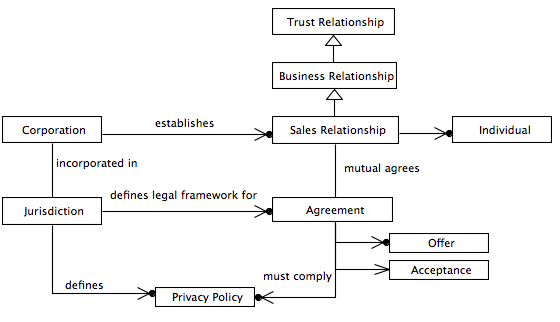 Trust Relationship
Business Relationship
Corporation
establishes
Sales Relationship
Individual
incorporated in
mutual agrees
Jurisdiction
defines legal framework for
Agreement
Offer
Acceptance
must comply
defines
Privacy Policy